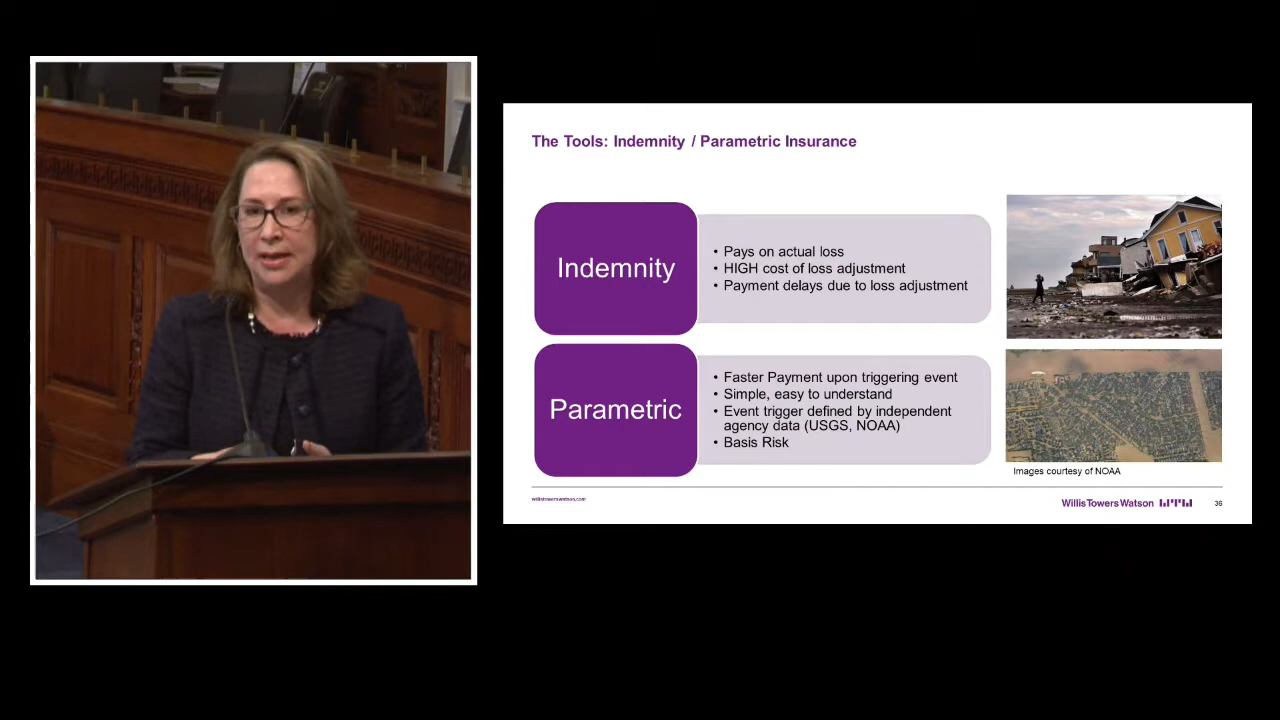 The Tools: Indemnity / Parametric Insurance
Indemnity
• Pays on actual loss
• HIGH cost of loss adjustment
• Payment delays due to loss adjustment
Parametric
• Faster Payment upon triggering event
• Simple, easy to understand
• Event trigger defined by independent
agency data (USGS, NOAA)
• Basis Risk
Images courtesy of NOAA
willistowerswatson.com
WillisTowersWatson
36